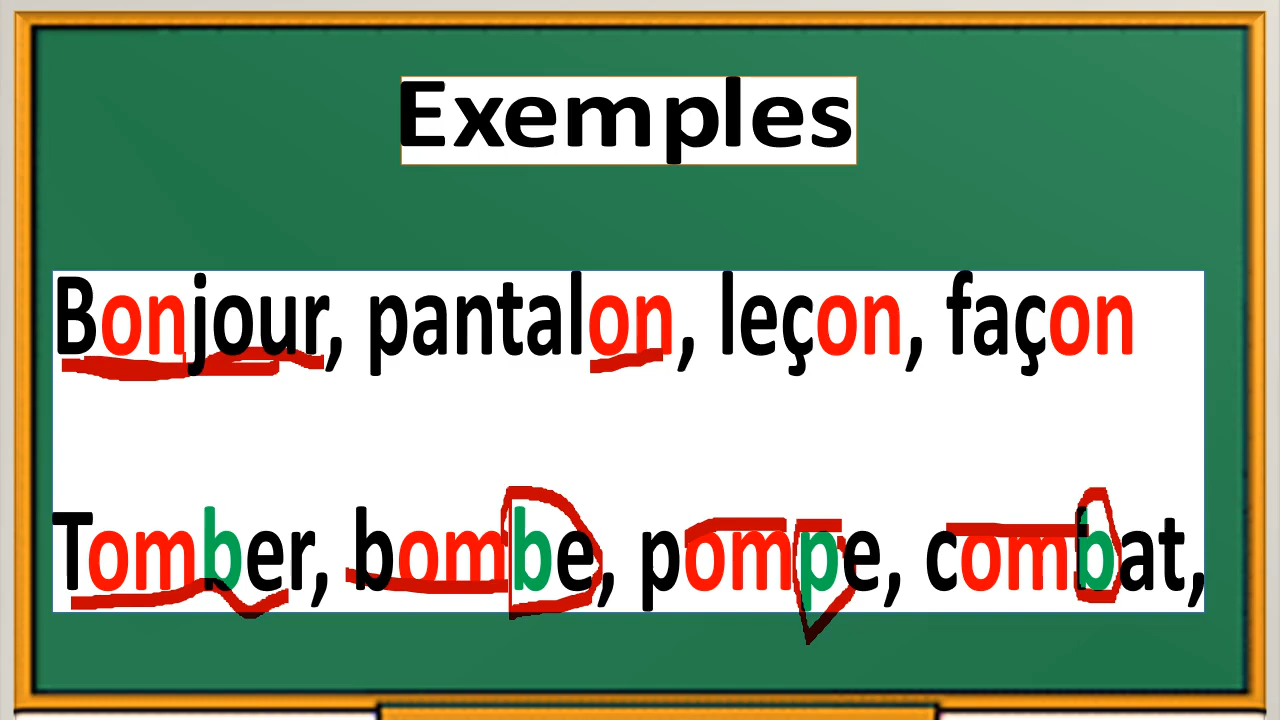 Exemples
Bonjour, pantalon, leçon, façon
Tomber, bombe, pompe, combat,